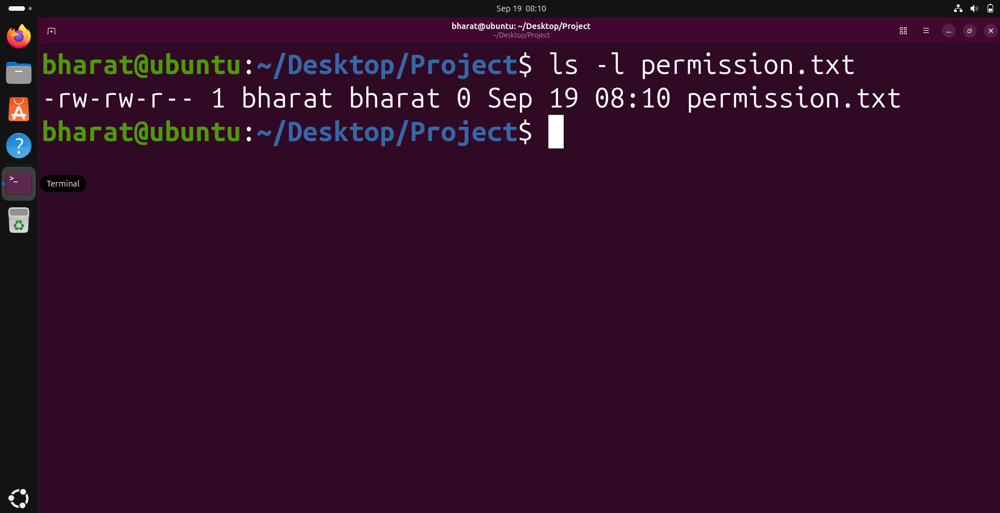 Sep 19 08:10
bharat@ubuntu: ~/Desktop/Project
~/Desktop/Project
bharat@ubuntu:~/Desktop/Project$ ls -l permission.txt
-rw-rw-r-- 1 bharat bharat 0 Sep 19 08:10 permission.txt
bharat@ubuntu:~/Desktop/Project$
Terminal